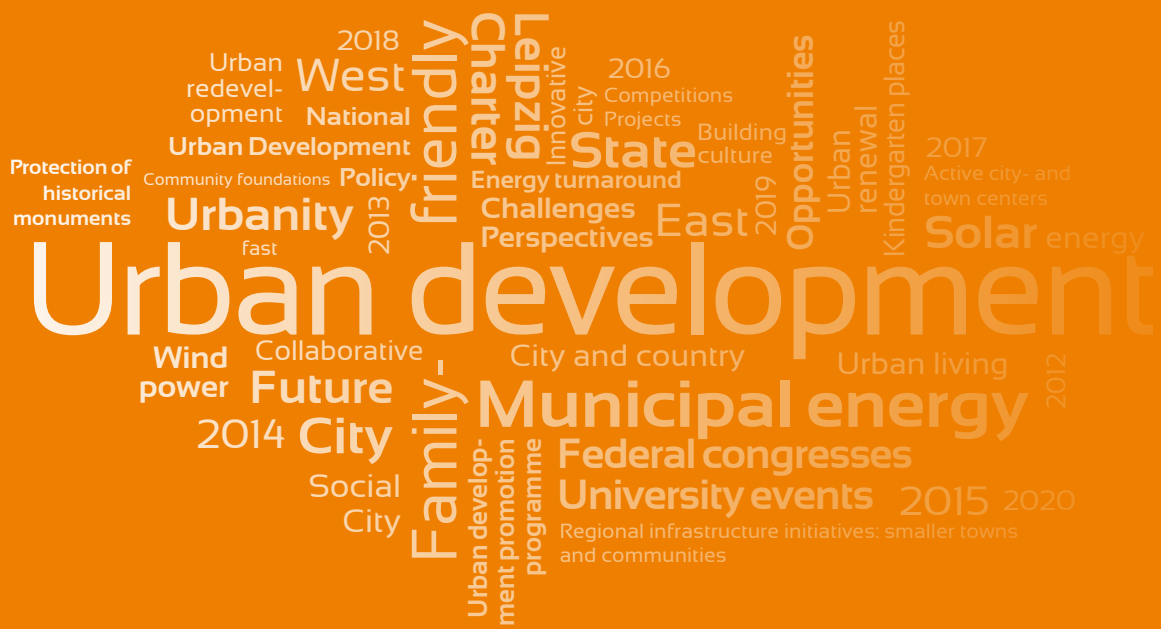 2018
Urban
redevel-
opment
West
National
Urban Development
Policy
Protection of
historical
monuments
Community foundations
Urbanity
2013
fast
Family-friendly
Charter
Leipzig
Innovative
city
2016
Competitions
Projects
State
Building
culture
Energy turnaround
Challenges
Perspectives
East
2019
Opportunities
Urban
renewal
Kindergarten places
2017
Active city- and
town centers
Solar energy
Urban development
Wind
power
Collaborative
Future
2014
City
Social
City
City and country
Urban living
2012
Municipal energy
Urban develop-
ment promotion
programme
Federal congresses
University events
2015
2020
Regional infrastructure initiatives: smaller towns
and communities